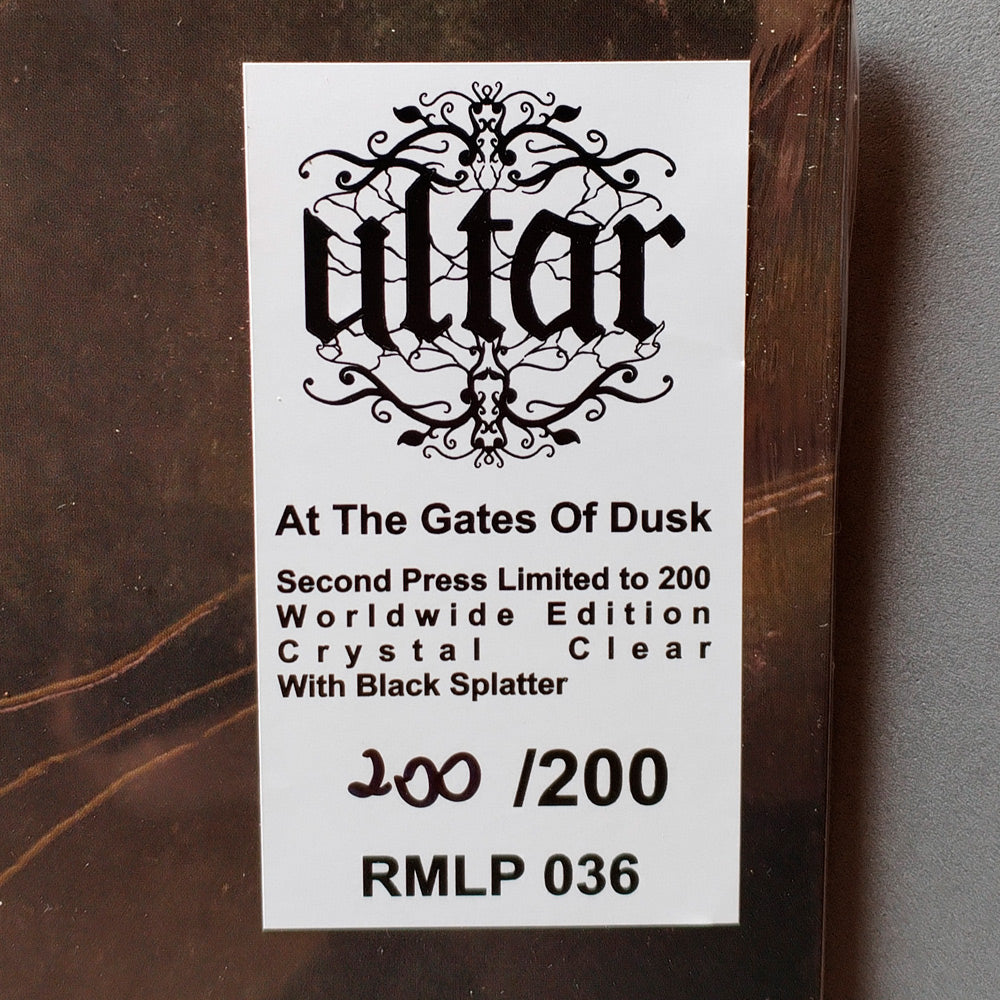 ultar
At The Gates Of Dusk
Second Press Limited to 200
Worldwide Edition
Crystal Clear
With Black Splatter
200 /200
RMLP 036